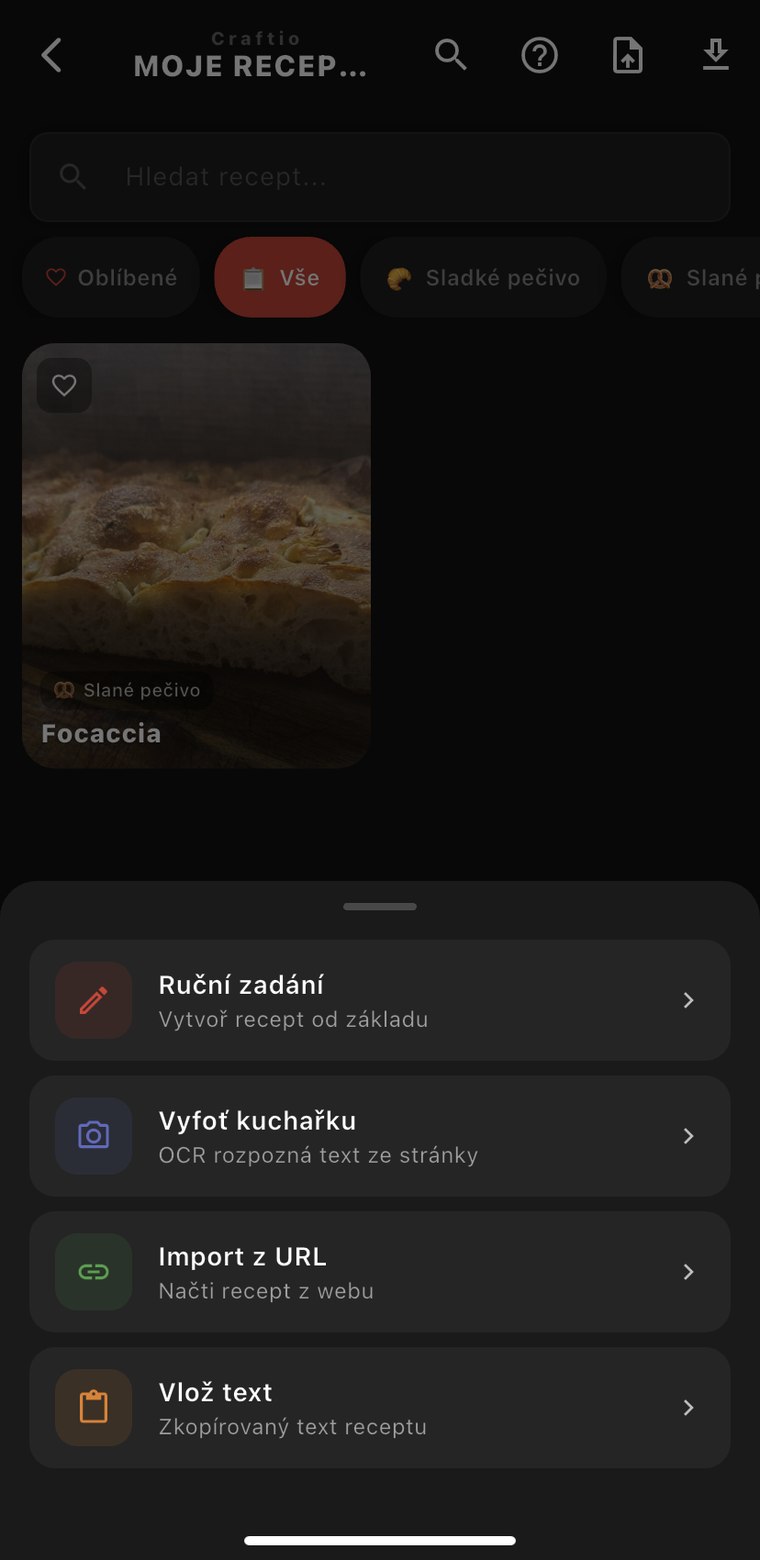 Craftio
MOJE RECEP...
Hledat recept...
Oblíbené
Vše
Sladké pečivo
Slané p
Slané pečivo
Focaccia
Ruční zadání
Vytvoř recept od základu
Vyfoť kuchařku
OCR rozpozná text ze stránky
Import z URL
Načti recept z webu
Vlož text
Zkopírovaný text receptu